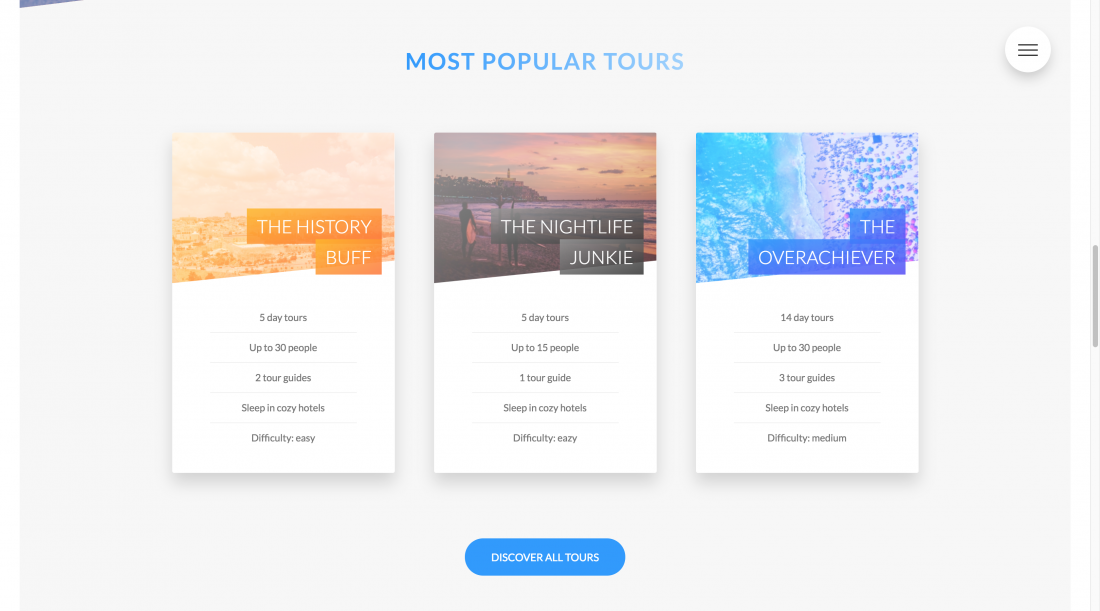 MOST POPULAR TOURS
THE HISTORY
BUFF
5 day tours
Up to 30 people
2 tour guides
Sleep in cozy hotels
Difficulty: easy
THE NIGHTLIFE
JUNKIE
5 day tours
Up to 15 people
1 tour guide
Sleep in cozy hotels
Difficulty: eazy
THE
OVERACHIEVER
14 day tours
Up to 30 people
3 tour guides
Sleep in cozy hotels
Difficulty: medium
DISCOVER ALL TOURS